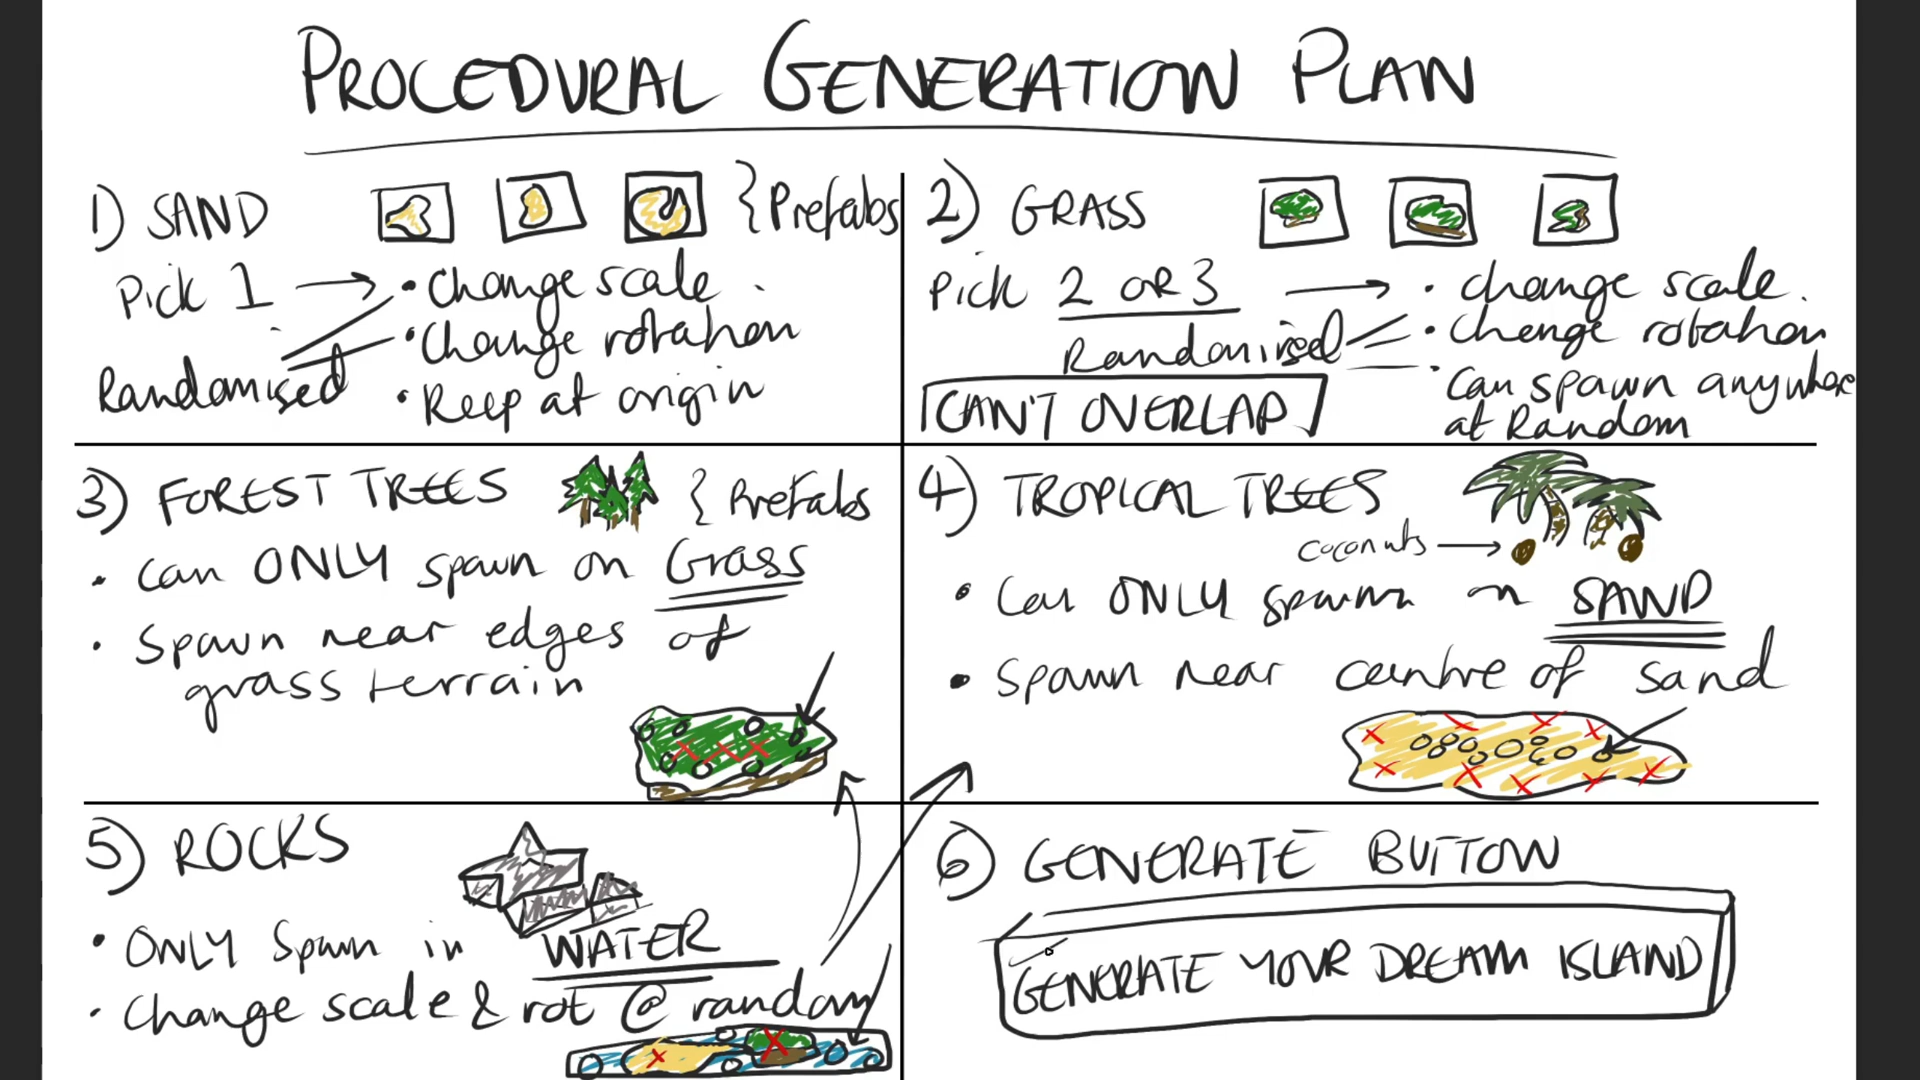 PROCEDURAL GENERATION PLAN
1) SAND
} Prefabs
Pick 1 → • Change scale
• Change rotation
Randomised
• Keep at origin
2) GRASS
Pick 2 OR 3 → • change scale.
Randomised
• Change rotation
• Can spawn anywhere
at Random
CAN'T OVERLAP
3) FOREST TREES
{ Prefabs
• Can ONLY spawn on Grass
• Spawn near edges of
grass terrain
4) TROPICAL TREES
coconuts →
• Can ONLY spawn on SAND
• Spawn near centre of sand
5) ROCKS
• ONLY Spawn in WATER
• Change scale & rot @ random
6) GENERATE BUTTON
GENERATE YOUR DREAM ISLAND